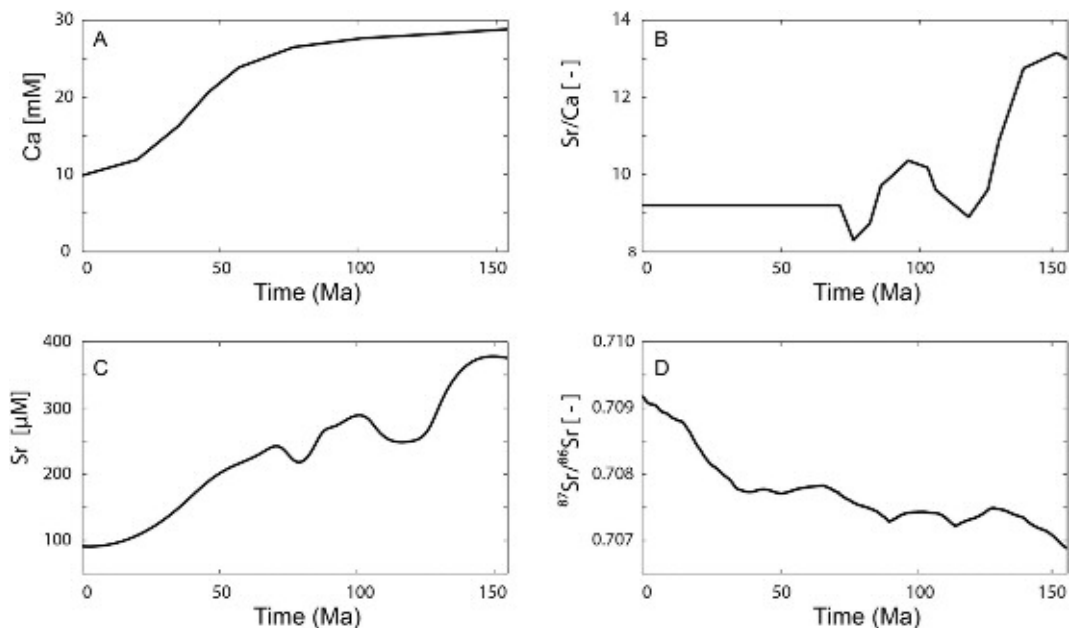 A
Ca [mM]
30
20
10
0
0 50 100 150
Time (Ma)
B
Sr/Ca [ - ]
14
12
10
8
0 50 100 150
Time (Ma)
C
Sr [µM]
400
300
200
100
0 50 100 150
Time (Ma)
D
⁸⁷Sr/⁸⁶Sr [ - ]
0.710
0.709
0.708
0.707
0 50 100 150
Time (Ma)